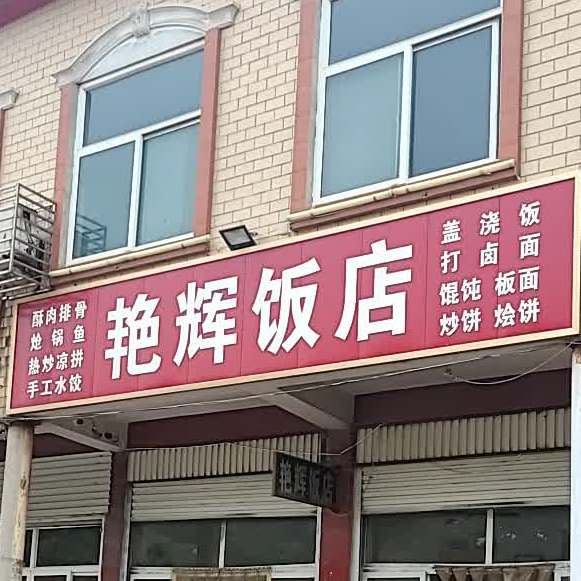 酥肉排骨
炝锅鱼
热炒凉拼
手工水饺
艳辉饭店
盖浇饭
打卤面
馄饨 板面
炒饼 烩饼
艳辉饭店